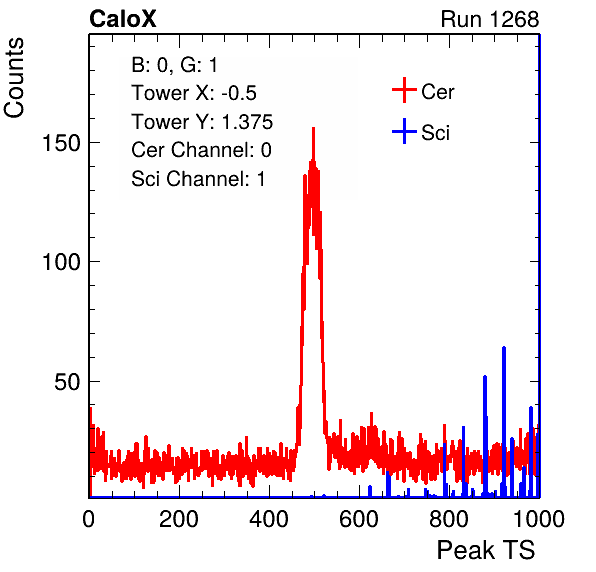 CaloX
Run 1268
Counts
B: 0, G: 1
Tower X: -0.5
Tower Y: 1.375
Cer Channel: 0
Sci Channel: 1
Cer
Sci
150
100
50
0 200 400 600 800 1000
Peak TS